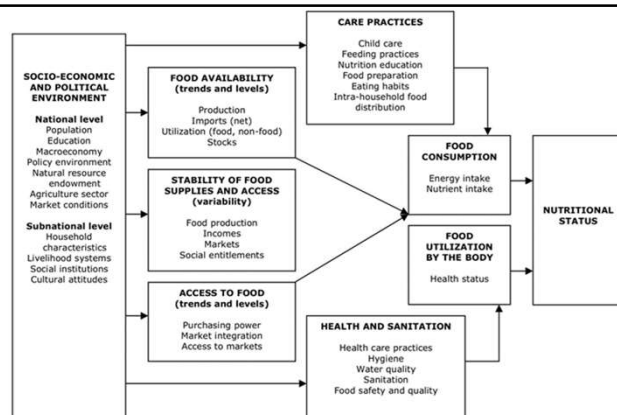 SOCIO-ECONOMIC
AND POLITICAL
ENVIRONMENT
National level
Population
Education
Macroeconomy
Policy environment
Natural resource
endowment
Agriculture sector
Market conditions
Subnational level
Household
characteristics
Livelihood systems
Social institutions
Cultural attitudes
FOOD AVAILABILITY
(trends and levels)
Production
Imports (net)
Utilization (food, non-food)
Stocks
STABILITY OF FOOD
SUPPLIES AND ACCESS
(variability)
Food production
Incomes
Markets
Social entitlements
ACCESS TO FOOD
(trends and levels)
Purchasing power
Market integration
Access to markets
CARE PRACTICES
Child care
Feeding practices
Nutrition education
Food preparation
Eating habits
Intra-household food
distribution
HEALTH AND SANITATION
Health care practices
Hygiene
Water quality
Sanitation
Food safety and quality
FOOD
CONSUMPTION
Energy intake
Nutrient intake
FOOD
UTILIZATION
BY THE BODY
Health status
NUTRITIONAL
STATUS